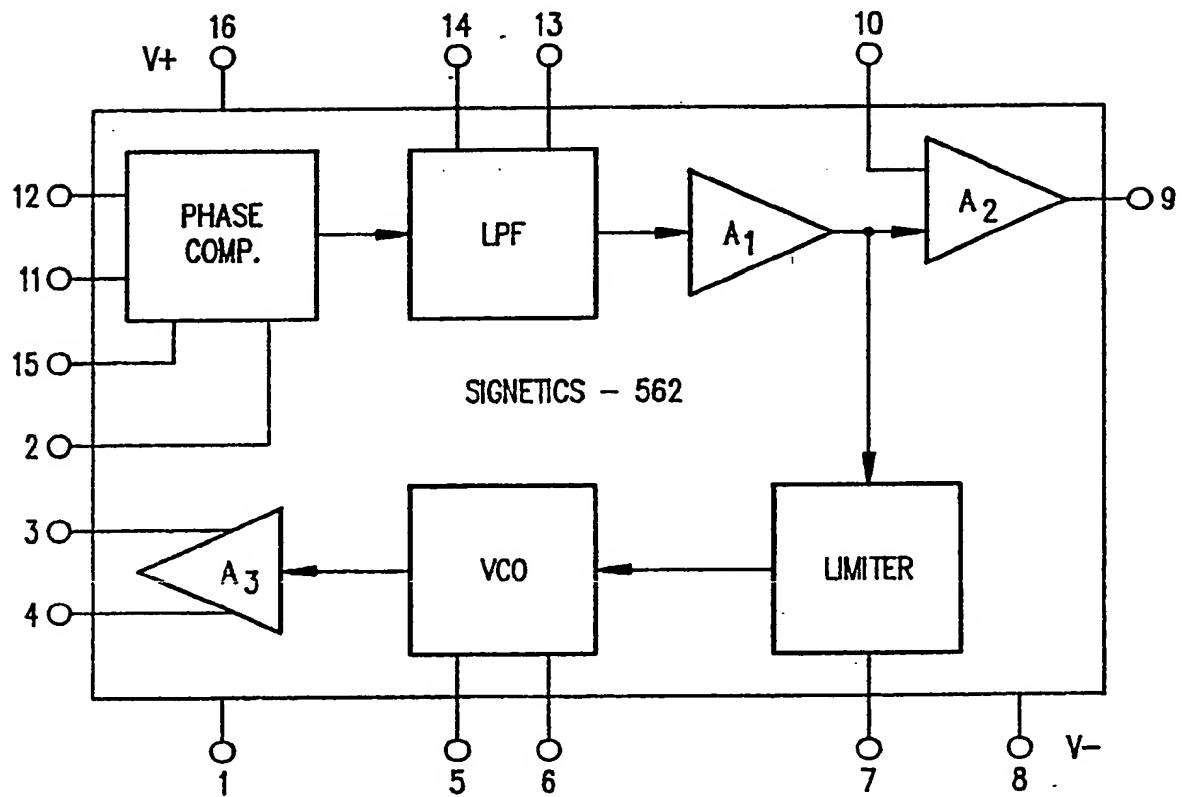 16 14 13 10
V+
12 PHASE COMP. LPF A1 A2 9
11
15
SIGNETICS - 562
2
3 A3 VCO LIMITER
4
1 5 6 7 8 V-